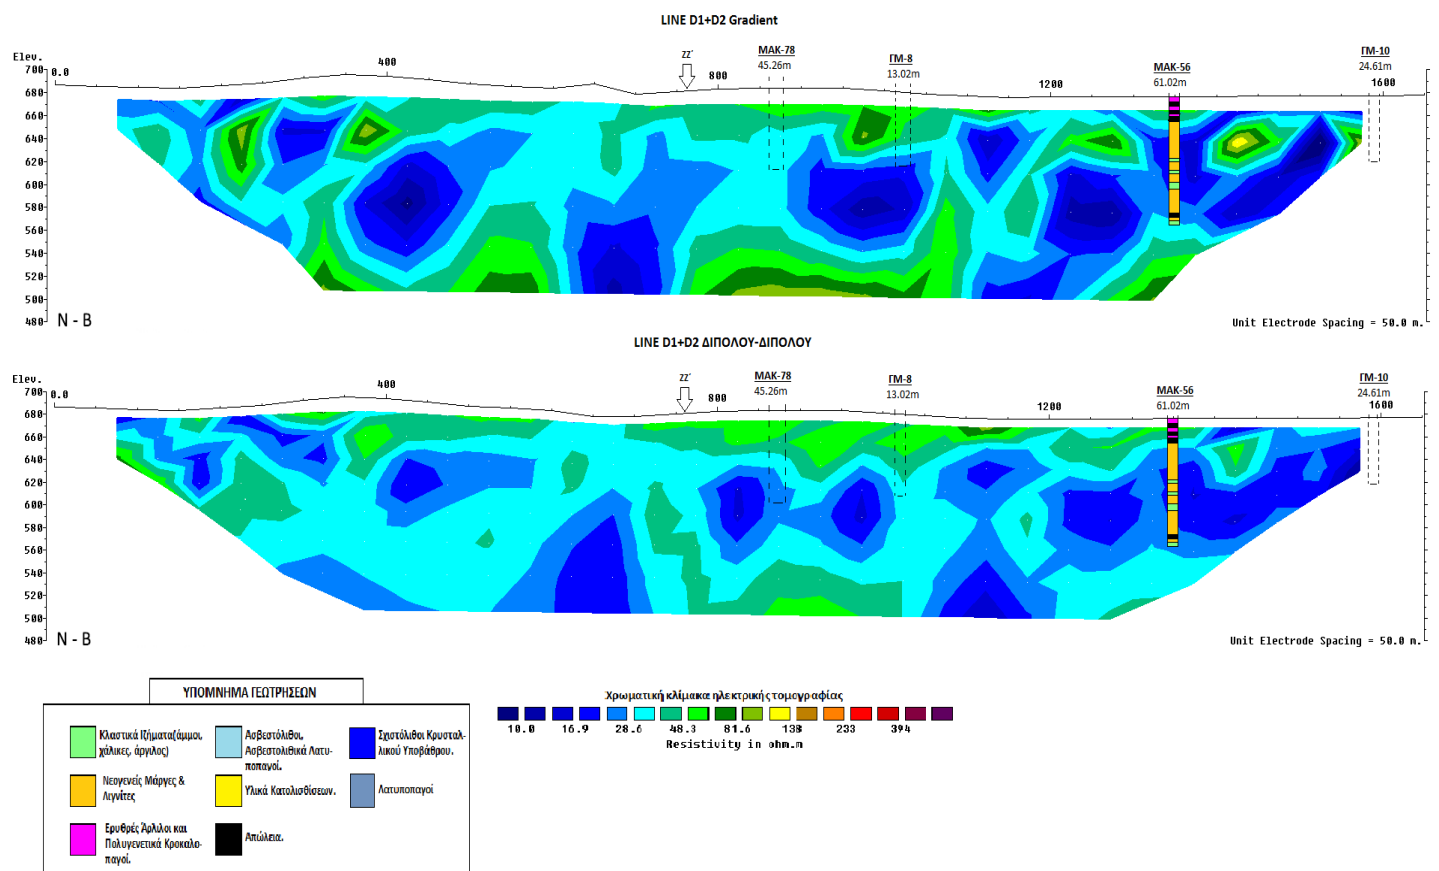 LINE D1+D2 Gradient
Elev.
0.0
400
ZZ'
800
ΜΑΚ-78
45.26m
ΓΜ-8
13.02m
1200
ΜΑΚ-56
61.02m
ΓΜ-10
24.61m
1600
700
680
660
640
620
600
580
560
540
520
500
480
N - B
Unit Electrode Spacing = 50.0 m.
LINE D1+D2 ΔΙΠΟΛΟΥ-ΔΙΠΟΛΟΥ
Elev.
0.0
400
ZZ'
800
ΜΑΚ-78
45.26m
ΓΜ-8
13.02m
1200
ΜΑΚ-56
61.02m
ΓΜ-10
24.61m
1600
700
680
660
640
620
600
580
560
540
520
500
480
N - B
Unit Electrode Spacing = 50.0 m.
ΥΠΟΜΝΗΜΑ ΓΕΩΤΡΗΣΕΩΝ
Κλαστικά Ιζήματα(άμμοι,
χάλικες, άργιλος)
Ασβεστόλιθοι,
Ασβεστολιθικά Λατυ-
ποπαγοί.
Σχιστόλιθοι Κρυσταλ-
λικού Υποβάθρου.
Νεογενείς Μάργες &
Λιγνίτες
Υλικά Κατολισθίσεων.
Λατυποπαγοί
Ερυθρές Άρλιλοι και
Πολυγενετικά Κροκαλο-
παγοί.
Απώλεια.
Χρωματική κλίμακα ηλεκτρικής τομογραφίας
10.0 16.9 28.6 48.3 81.6 138 233 394
Resistivity in ohm.m